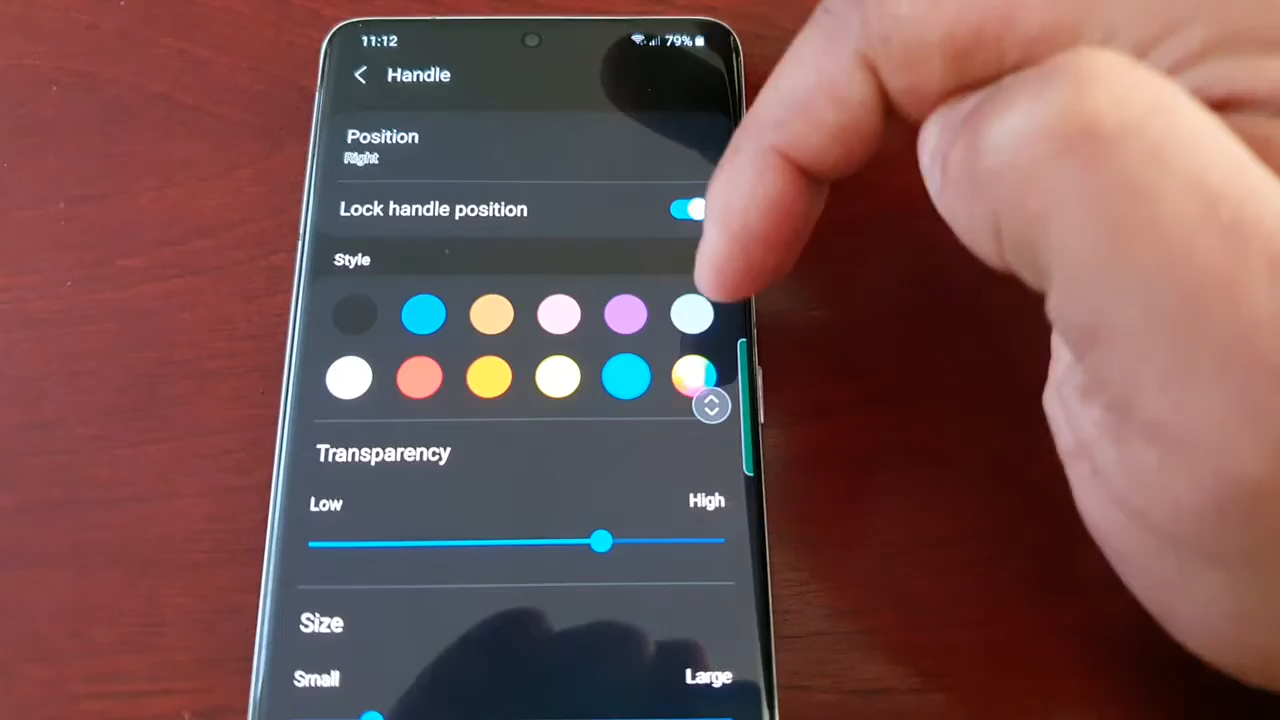 11:12 79%
Handle
Position
Right
Lock handle position
Style
Transparency
Low High
Size
Small Large